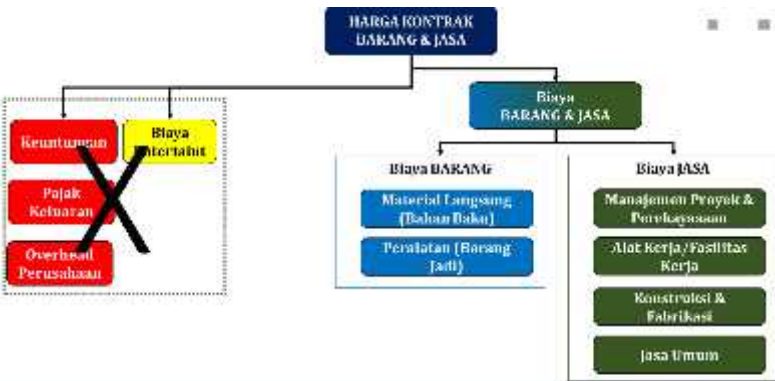 HARGA KONTRAK
BARANG & JASA
Biaya
BARANG & JASA
Keuntungan
Biaya
Pajak
Keluaran
Overhead
Perusahaan
Biaya BARANG
Material Langsung
(Bahan Baku)
Peralatan (Barang
Jadi)
Biaya JASA
Manajemen Proyek &
Perekayasaan
Alat Kerja/Fasilitas
Kerja
Konstruksi &
Fabrikasi
Jasa Umum